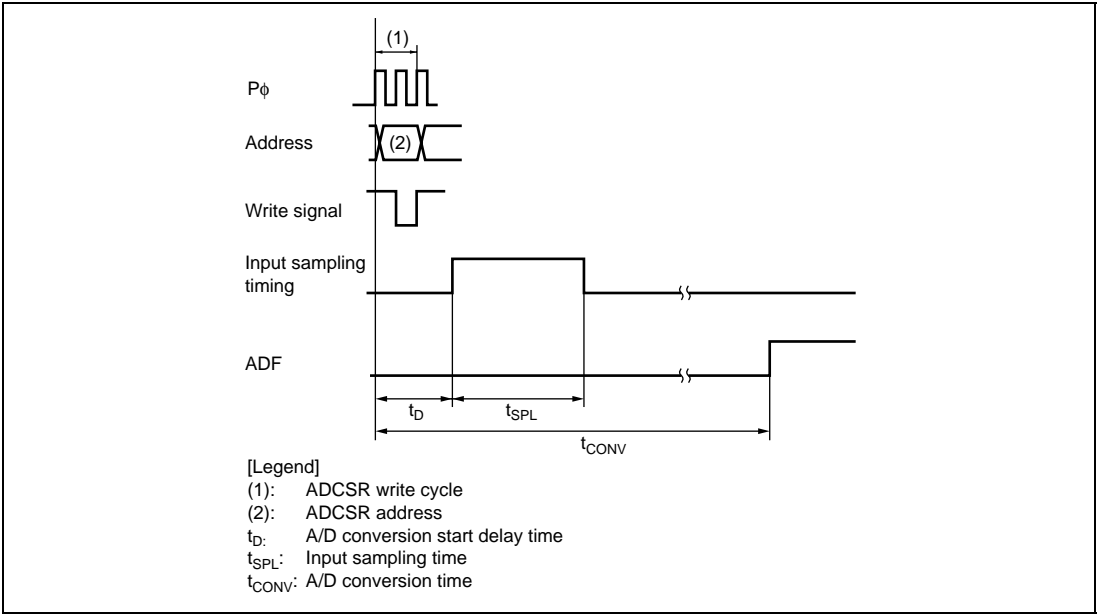 (1)
Pϕ
Address (2)
Write signal
Input sampling
timing
ADF
tD tSPL
tCONV
[Legend]
(1): ADCSR write cycle
(2): ADCSR address
tD: A/D conversion start delay time
tSPL: Input sampling time
tCONV: A/D conversion time